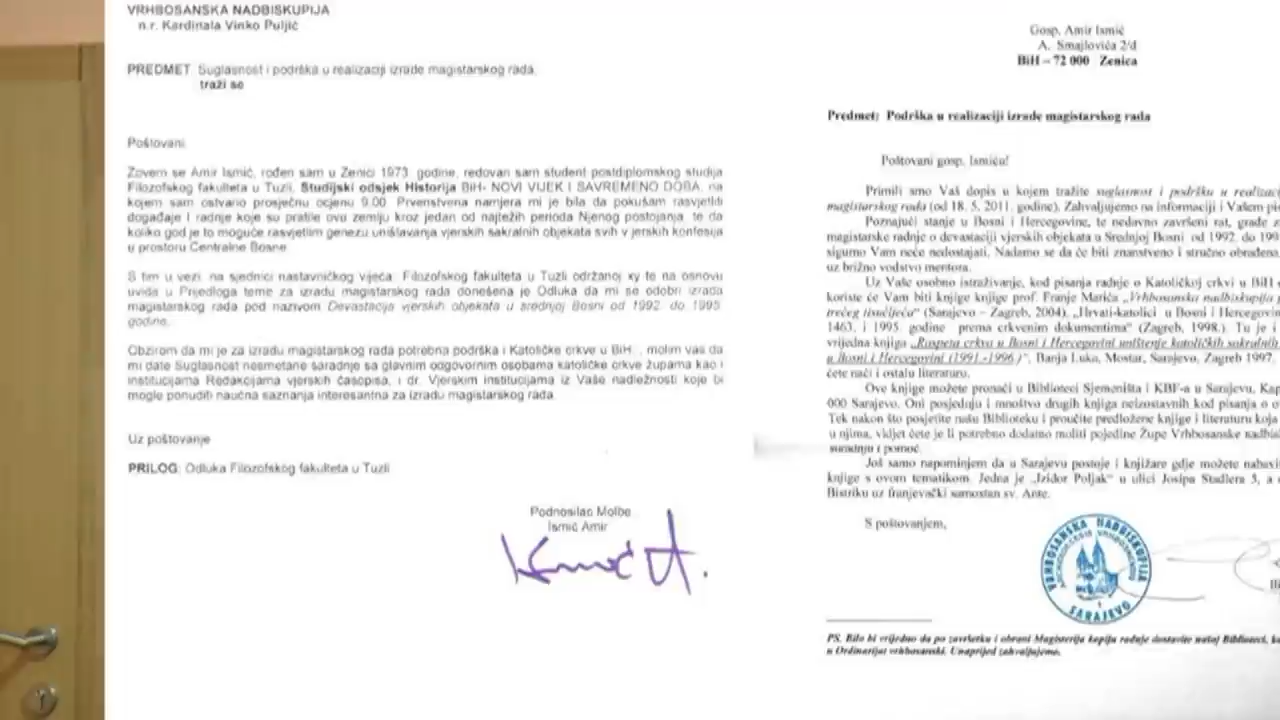 VRHBOSANSKA NADBISKUPIJA
n.r. Kardinala Vinko Puljić
PREDMET Suglasnost i podrška u realizaciji izrade magistarskog rada,
traži se
Poštovani
Zovem se Amir Ismić, rođen sam u Zenici 1973. godine, redovan sam student postdiplomskog studija
Filozofskog fakulteta u Tuzli, Studijski odsjek Historija BiH- NOVI VIJEK I SAVREMENO DOBA, na
kojem sam ostvario prosječnu ocjenu 9.00. Prvenstvena namjera mi je bila da pokušam rasvjetliti
događaje i radnje koje su pratile ovu zemlju kroz jedan od najtežih perioda Njenog postojanja, te da
koliko god je to moguće rasvjetlim genezu uništavanja vjerskih sakralnih objekata svih vjerskih konfesija
u prostoru Centralne Bosne.
S tim u vezi, na sjednici nastavničkog vijeća Filozofskog fakulteta u Tuzli održanoj xy te na osnovu
uvida u Prijedloga teme za izradu magistarskog rada donešena je Odluka da mi se odobri izrada
magistarskog rada pod nazivom Devastacija vjerskih objekata u srednjoj Bosni od 1992. do 1995.
godine.
Obzirom da mi je za izradu magistarskog rada potrebna podrška i Katoličke crkve u BiH, molim vas da
mi date Suglasnost nesmetane saradnje sa glavnim odgovornim osobama katoličke crkve župama kao i
institucijama Redakcijama vjerskih časopisa, i dr. Vjerskim institucijama iz Vaše nadležnosti koje bi
mogle ponuditi naučna saznanja interesantna za izradu magistarskog rada.
Uz poštovanje
PRILOG: Odluka Filozofskog fakulteta u Tuzli
Podnosilac Molbe
Ismić Amir
Ismić A.
Gosp. Amir Ismić
A. Smajlovića 2/d
BiH – 72 000 Zenica
Predmet: Podrška u realizaciji izrade magistarskog rada
Poštovani gosp. Ismiću!
Primili smo Vaš dopis u kojem tražite suglasnost i podršku u realizac
magistarskog rada (od 18. 5. 2011. godine). Zahvaljujemo na informaciji i Vašem pi
Poznajući stanje u Bosni i Hercegovine, te nedavno završeni rat, građe z
magistarske radnje o devastaciji vjerskih objekata u Srednjoj Bosni od 1992. do 199
sigurno Vam neće nedostajati. Nadamo se da će biti znanstveno i stručno obrađena,
uz brižno vodstvo mentora.
Uz Vaše osobno istraživanje, kod pisanja radnje o Katoličkoj crkvi u BiH
koriste će Vam biti knjige knjige prof. Franje Marića „Vrhbosanska nadbiskupija
trećeg tisućljeća“ (Sarajevo – Zagreb, 2004), „Hrvati-katolici u Bosni i Hercegovin
1463. i 1995. godine prema crkvenim dokumentima“ (Zagreb, 1998.) Tu je i
vrijedna knjiga „Raspeta crkva u Bosni i Hercegovini uništenje katoličkih sakralnih
u Bosni i Hercegovini (1991.-1996.)“, Banja Luka, Mostar, Sarajevo, Zagreb 1997.
ćete naći i ostalu literaturu.
Ove knjige možete pronaći u Biblioteci Sjemeništa i KBF-a u Sarajevu, Kap
000 Sarajevo. Oni posjeduju i mnoštvo drugih knjiga neizostavnih kod pisanja o o
Tek nakon što posjetite našu Biblioteku i proučite predložene knjige i literaturu koja
u njima, vidjet ćete je li potrebno dodatno moliti pojedine Župe Vrhbosanske nadbi
suradnju i pomoć.
Još samo napominjem da u Sarajevu postoje i knjižare gdje možete nabavi
knjige s ovom tematikom. Jedna je „Izidor Poljak“ u ulici Josipa Stadlera 5, a
Bistriku uz franjevački samostan sv. Ante.
S poštovanjem,
VRHBOSANSKA NADBISKUPIJA
SARAJEVO
PS. Bilo bi vrijedno da po završetku i obrani Magisterija kopiju radnje dostavite našoj Biblioteci,
u Ordinarijat vrhbosanski. Unaprijed zahvaljujemo.